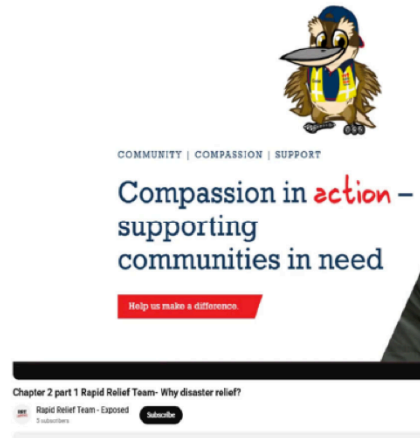 COMMUNITY | COMPASSION | SUPPORT
Compassion in action –
supporting
communities in need
Help us make a difference.
Chapter 2 part 1 Rapid Relief Team- Why disaster relief?
Rapid Relief Team - Exposed
5 subscribers
Subscribe